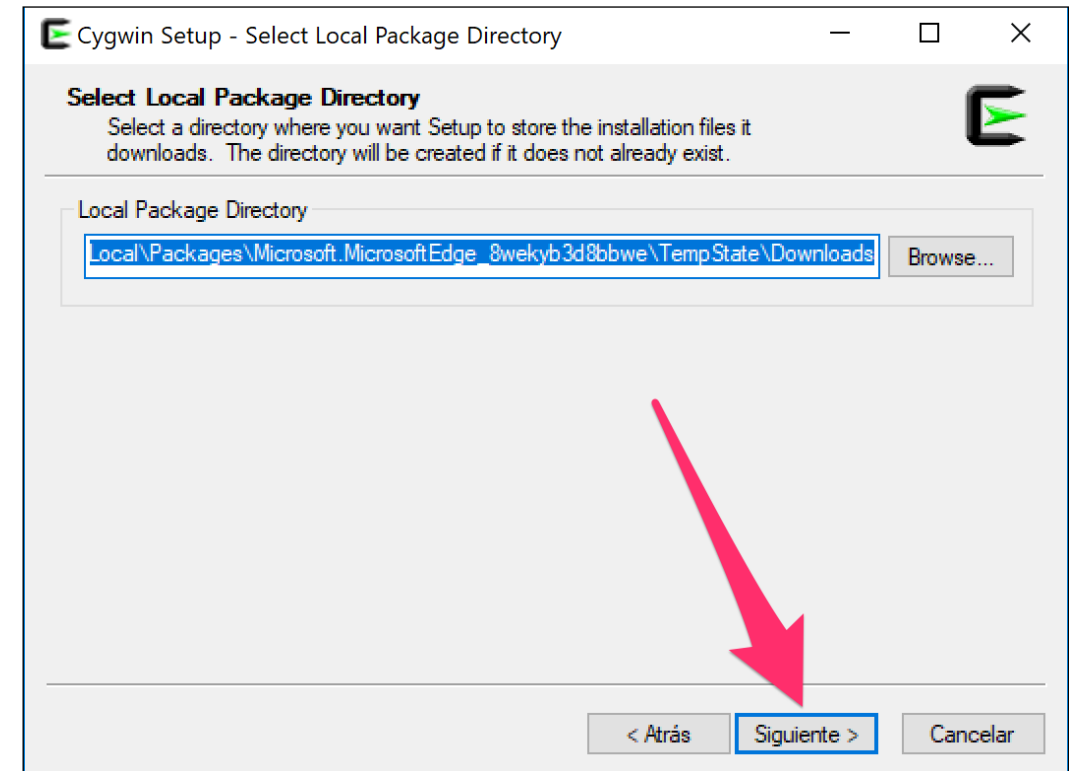 Cygwin Setup - Select Local Package Directory
Select Local Package Directory
Select a directory where you want Setup to store the installation files it
downloads. The directory will be created if it does not already exist.
Local Package Directory
Local\Packages\Microsoft.MicrosoftEdge_8wekyb3d8bbwe\TempState\Downloads
Browse...
< Atrás
Siguiente >
Cancelar